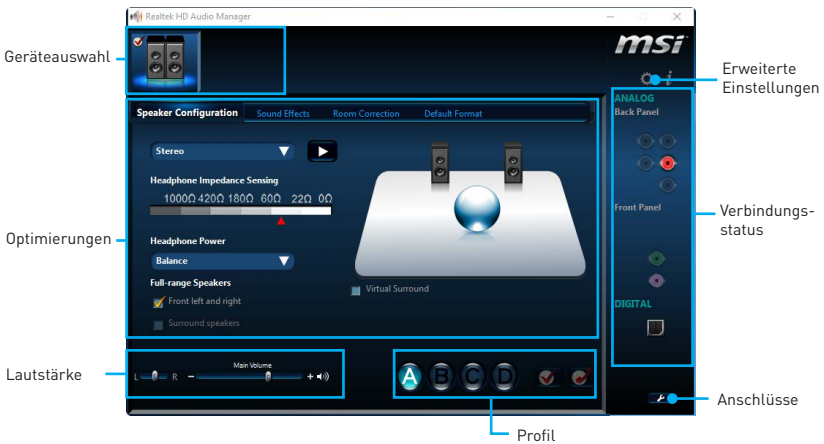 Realtek HD Audio Manager
msi
Geräteauswahl
i
Erweiterte
Einstellungen
ANALOG
Back Panel
Speaker Configuration
Sound Effects
Room Correction
Default Format
Stereo
Headphone Impedance Sensing
1000Ω 420Ω 180Ω 60Ω 22Ω 0Ω
Front Panel
Verbindungs-
status
Optimierungen
Headphone Power
Balance
Full-range Speakers
Front left and right
Virtual Surround
Surround speakers
DIGITAL
Lautstärke
L R
Main Volume
- +
A B C D
Anschlüsse
Profil